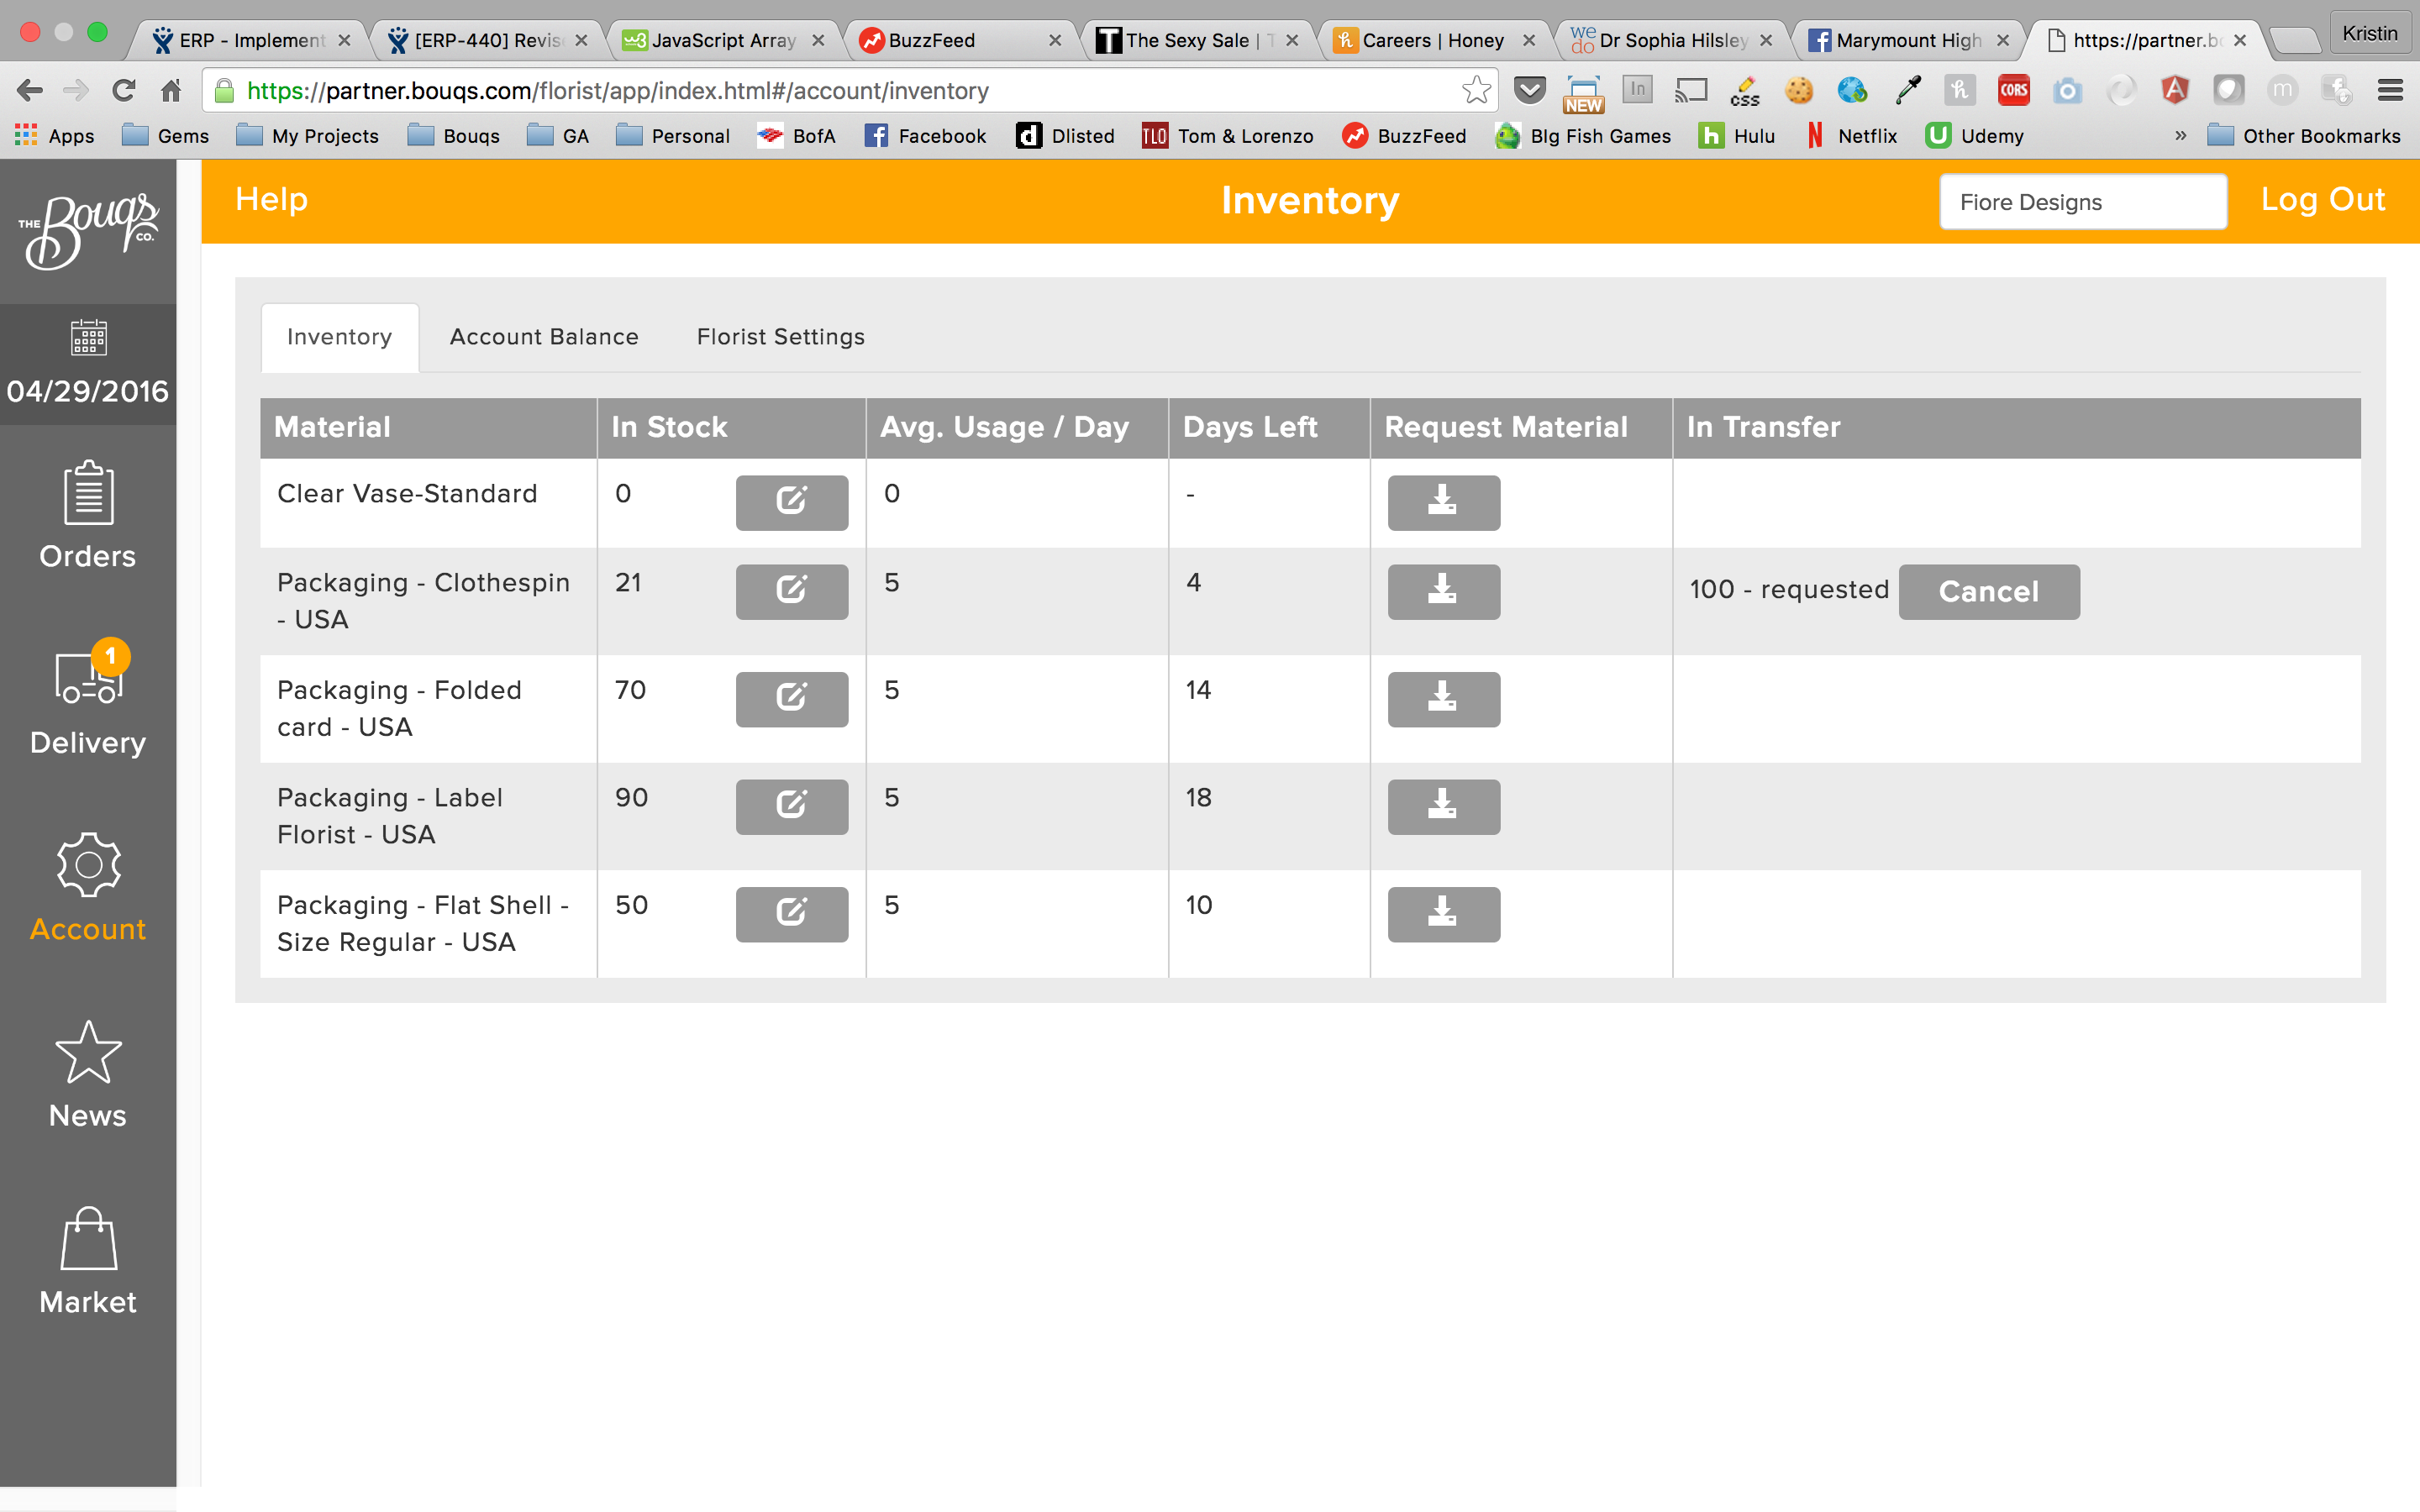 ERP - Implement
[ERP-440] Revis
JavaScript Array
BuzzFeed
The Sexy Sale |
Careers | Honey
we do Dr Sophia Hilsley
Marymount High
https://partner.b
Kristin
https://partner.bouqs.com/florist/app/index.html#/account/inventory
NEW
In
CSS
CORS
m
Apps
Gems
My Projects
Bouqs
GA
Personal
BofA
Facebook
Dlisted
TLO Tom & Lorenzo
BuzzFeed
BIg Fish Games
Hulu
Netflix
Udemy
» Other Bookmarks
THE Bouqs CO.
Help
Inventory
Fiore Designs
Log Out
04/29/2016
Orders
1
Delivery
Account
News
Market
Inventory Account Balance Florist Settings
Material In Stock Avg. Usage / Day Days Left Request Material In Transfer
Clear Vase-Standard 0 0 -
Packaging - Clothespin 21 5 4 100 - requested Cancel
- USA
Packaging - Folded 70 5 14
card - USA
Packaging - Label 90 5 18
Florist - USA
Packaging - Flat Shell - 50 5 10
Size Regular - USA